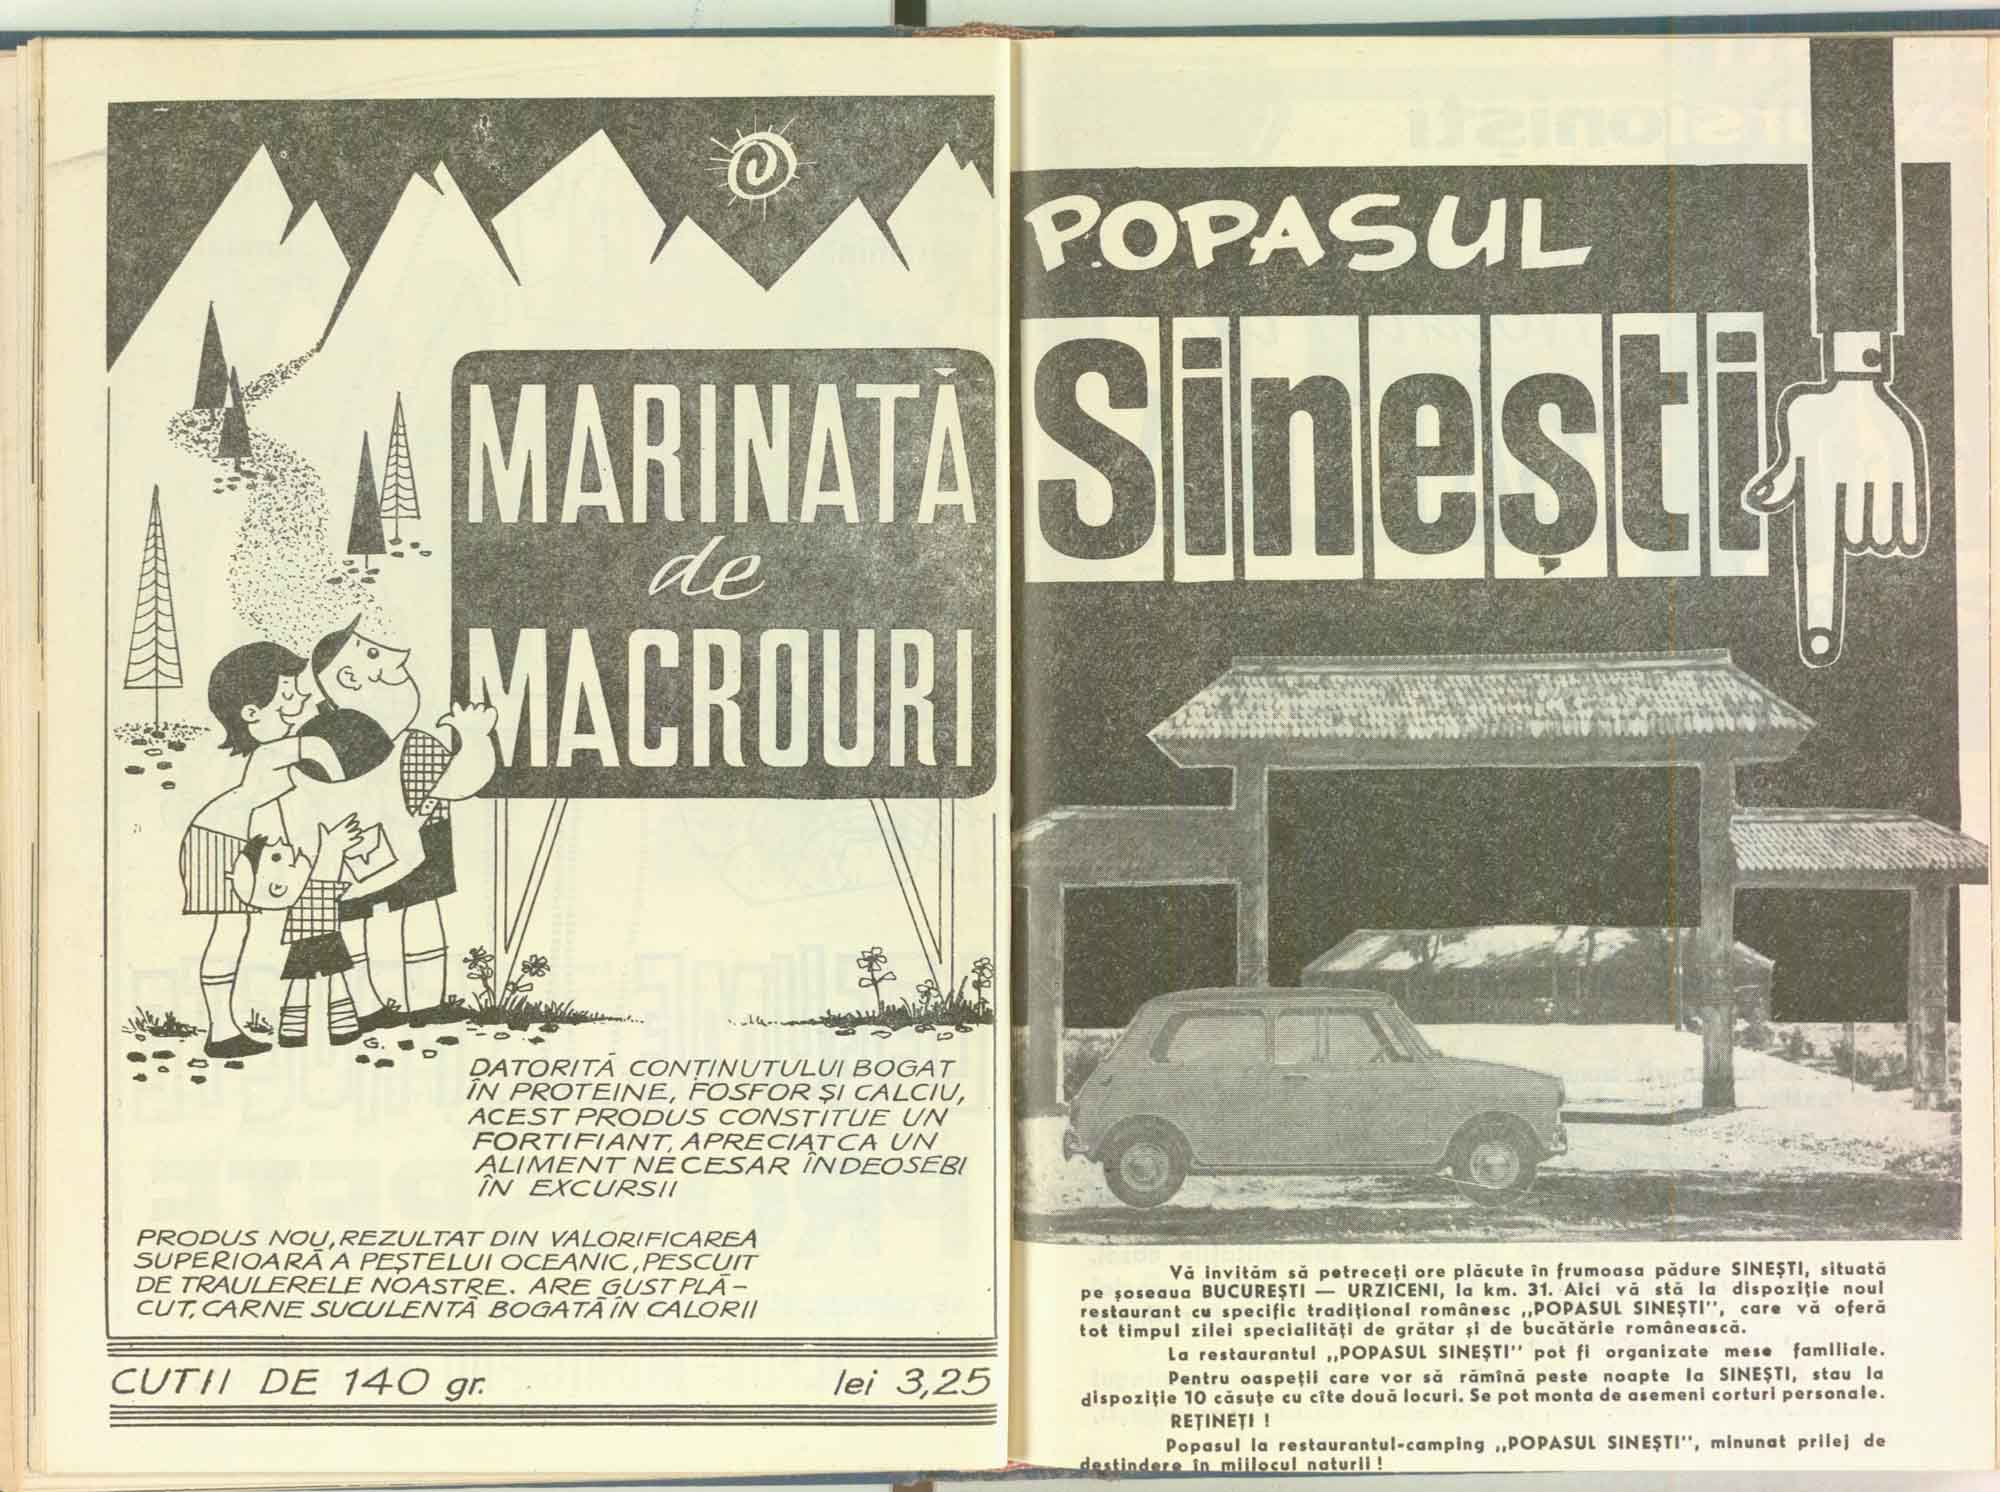 MARINATĂ
de
MACROURI
DATORITĂ CONȚINUTULUI BOGAT
ÎN PROTEINE, FOSFOR ȘI CALCIU,
ACEST PRODUS CONSTITUE UN
FORTIFIANT, APRECIAT CA UN
ALIMENT NECESAR ÎNDEOSEBI
ÎN EXCURSII
PRODUS NOU, REZULTAT DIN VALORIFICAREA
SUPERIOARĂ A PEȘTELUI OCEANIC, PESCUIT
DE TRAULERELE NOASTRE. ARE GUST PLĂ-
CUT, CARNE SUCULENTĂ BOGATĂ ÎN CALORII
CUTII DE 140 gr. lei 3,25
POPASUL
Sinești
Vă invităm să petreceți ore plăcute în frumoasa pădure SINEȘTI, situată
pe șoseaua BUCUREȘTI — URZICENI, la km. 31. Aici vă stă la dispoziție noul
restaurant cu specific tradițional românesc „POPASUL SINEȘTI", care vă oferă
tot timpul zilei specialități de grătar și de bucătărie românească.
La restaurantul „POPASUL SINEȘTI" pot fi organizate mese familiale.
Pentru oaspeții care vor să rămînă peste noapte la SINEȘTI, stau la
dispoziție 10 căsuțe cu cîte două locuri. Se pot monta de asemeni corturi personale.
REȚINEȚI !
Popasul la restaurantul-camping „POPASUL SINEȘTI", minunat prilej de
destindere în mijlocul naturii !